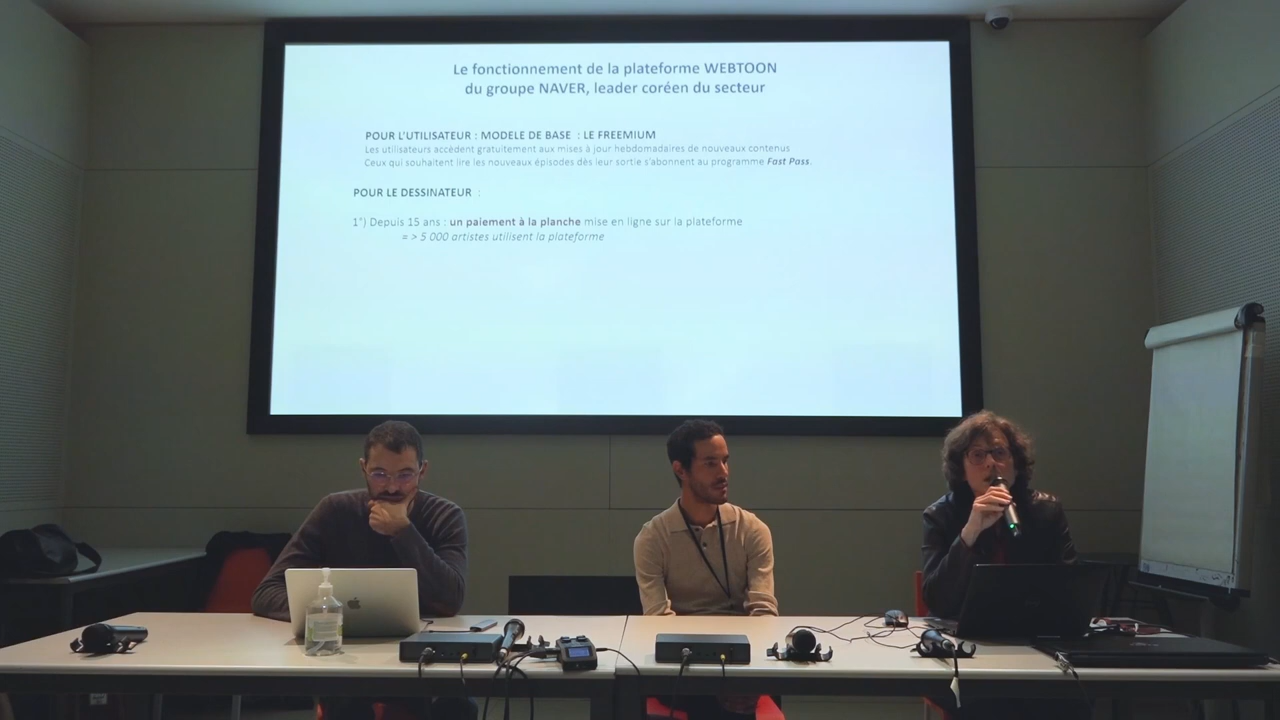 Le fonctionnement de la plateforme WEBTOON
du groupe NAVER, leader coréen du secteur
POUR L'UTILISATEUR : MODELE DE BASE : LE FREEMIUM
Les utilisateurs accèdent gratuitement aux mises à jour hebdomadaires de nouveaux contenus
Ceux qui souhaitent lire les nouveaux épisodes dès leur sortie s'abonnent au programme Fast Pass.
POUR LE DESSINATEUR :
1°) Depuis 15 ans : un paiement à la planche mise en ligne sur la plateforme
= > 5 000 artistes utilisent la plateforme